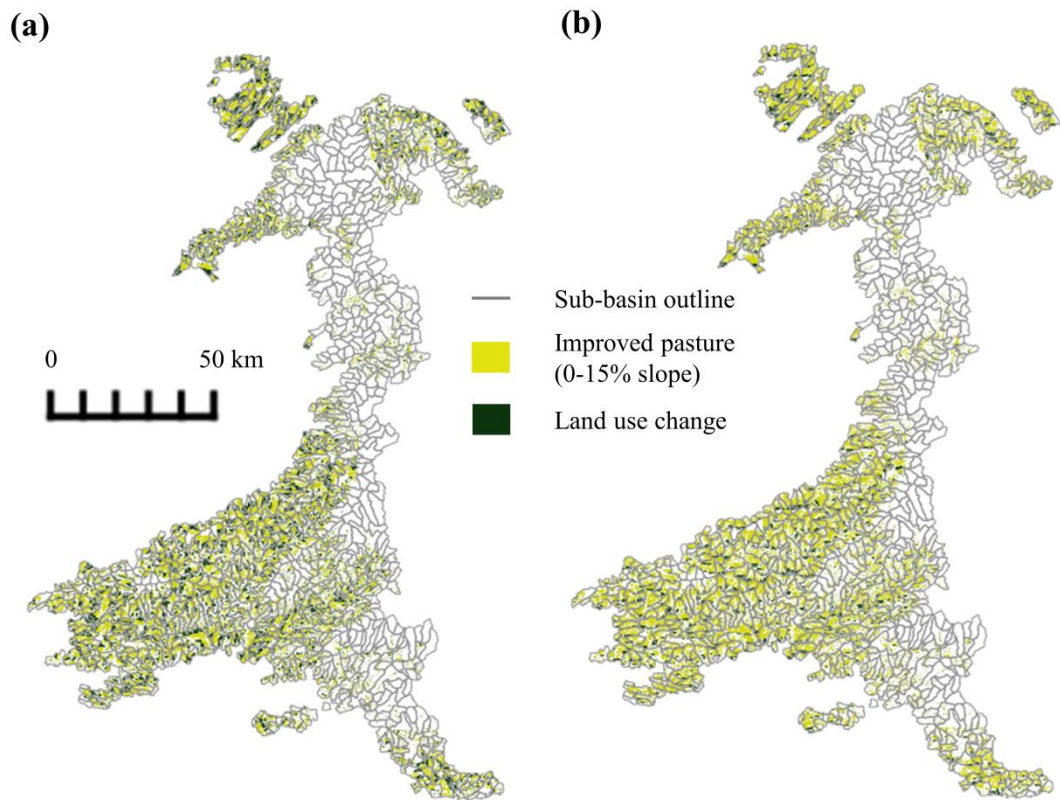 (a)
(b)
Sub-basin outline
0 50 km
Improved pasture
(0-15% slope)
Land use change